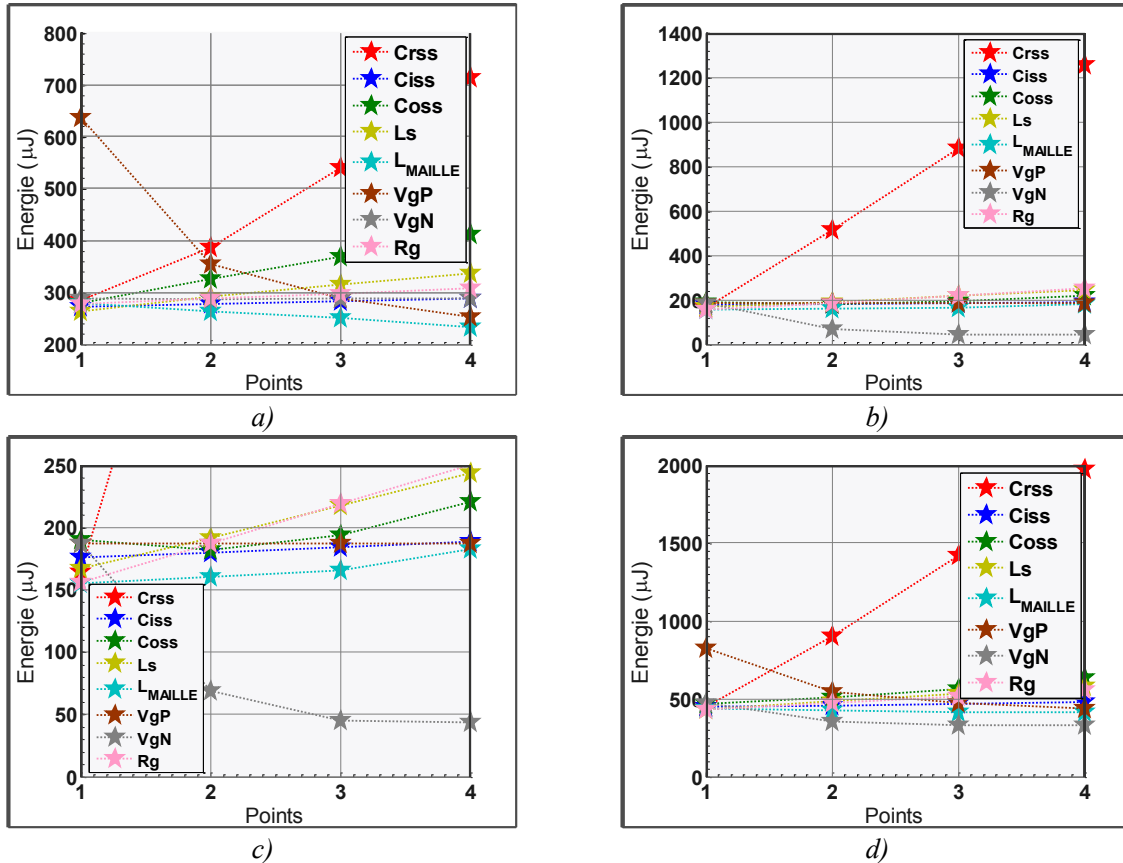 800
700
600
500
400
300
200
Energie (µJ)
1 2 3 4
Points
Crss
Ciss
Coss
Ls
L_MAILLE
VgP
VgN
Rg
a)
1400
1200
1000
800
600
400
200
0
Energie (µJ)
1 2 3 4
Points
Crss
Ciss
Coss
Ls
L_MAILLE
VgP
VgN
Rg
b)
250
200
150
100
50
0
Energie (µJ)
1 2 3 4
Points
Crss
Ciss
Coss
Ls
L_MAILLE
VgP
VgN
Rg
c)
2000
1500
1000
500
0
Energie (µJ)
1 2 3 4
Points
Crss
Ciss
Coss
Ls
L_MAILLE
VgP
VgN
Rg
d)